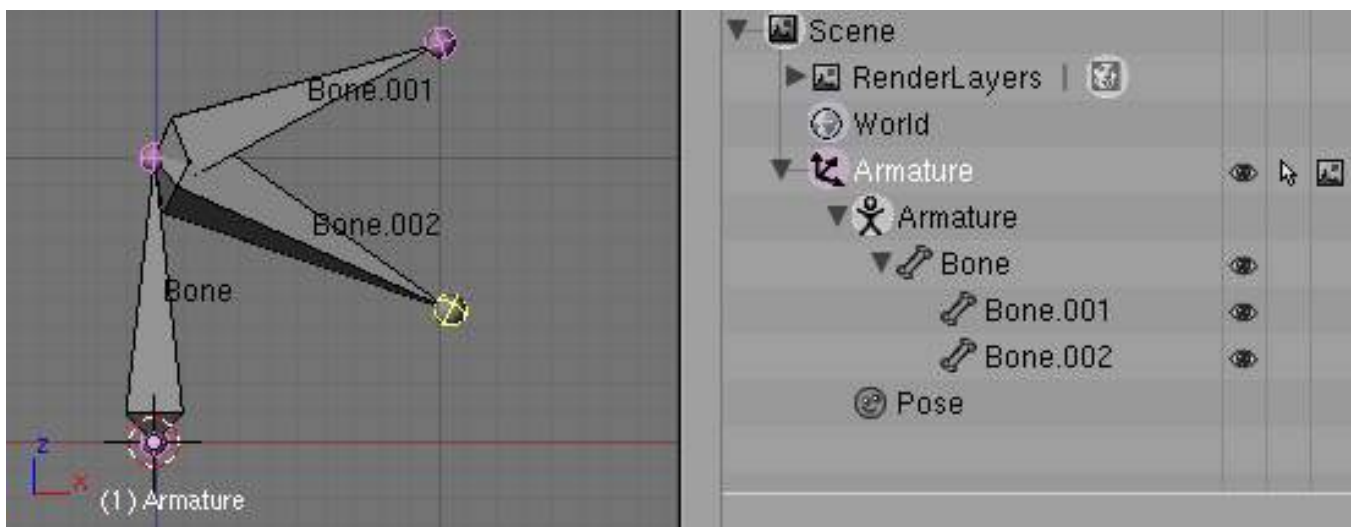 Bone.001
Bone.002
Bone
z
x
(1) Armature
Scene
RenderLayers |
World
Armature
Armature
Bone
Bone.001
Bone.002
Pose